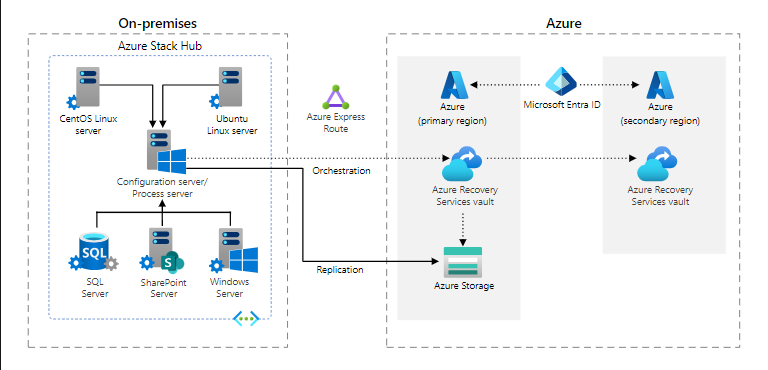 On-premises
Azure
Azure Stack Hub
CentOS Linux
server
Ubuntu
Linux server
Azure Express
Route
Azure
(primary region)
Microsoft Entra ID
Azure
(secondary region)
Configuration server/
Process server
Orchestration
Azure Recovery
Services vault
Azure Recovery
Services vault
SQL
SQL
Server
S
SharePoint
Server
Windows
Server
Replication
Azure Storage